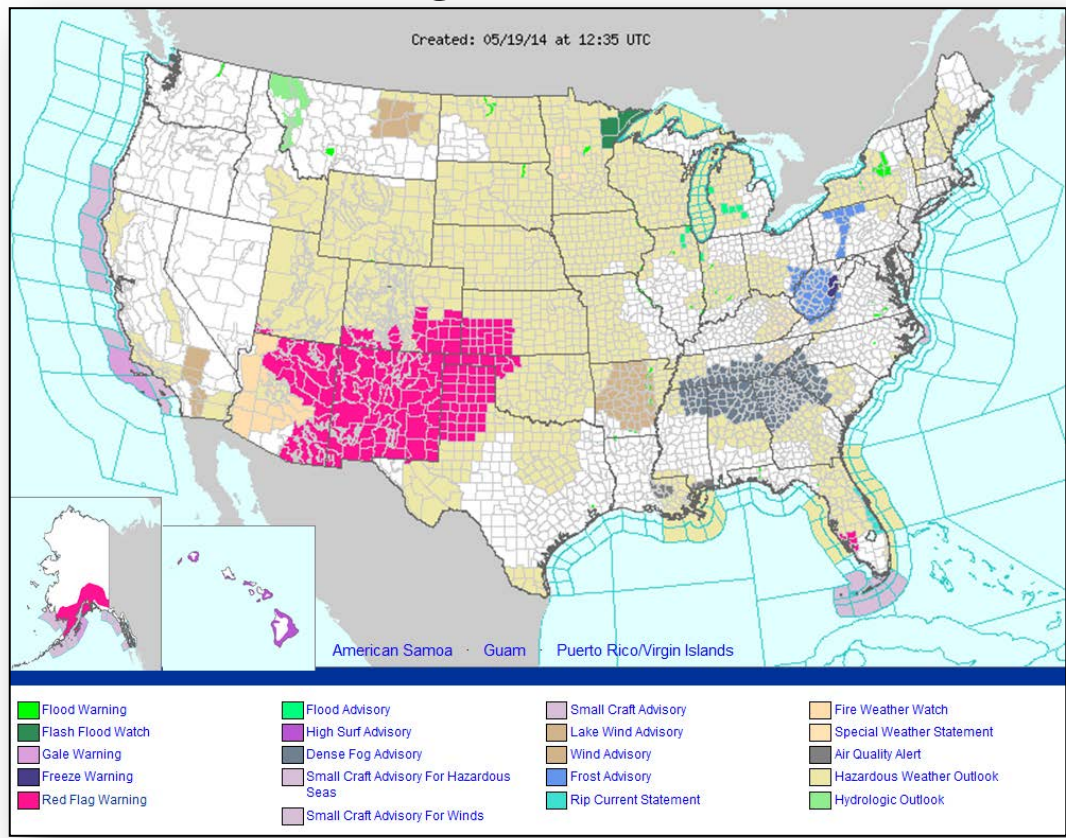 Created: 05/19/14 at 12:35 UTC
American Samoa · Guam · Puerto Rico/Virgin Islands
Flood Warning
Flash Flood Watch
Gale Warning
Freeze Warning
Red Flag Warning
Flood Advisory
High Surf Advisory
Dense Fog Advisory
Small Craft Advisory For Hazardous
Seas
Small Craft Advisory For Winds
Small Craft Advisory
Lake Wind Advisory
Wind Advisory
Frost Advisory
Rip Current Statement
Fire Weather Watch
Special Weather Statement
Air Quality Alert
Hazardous Weather Outlook
Hydrologic Outlook